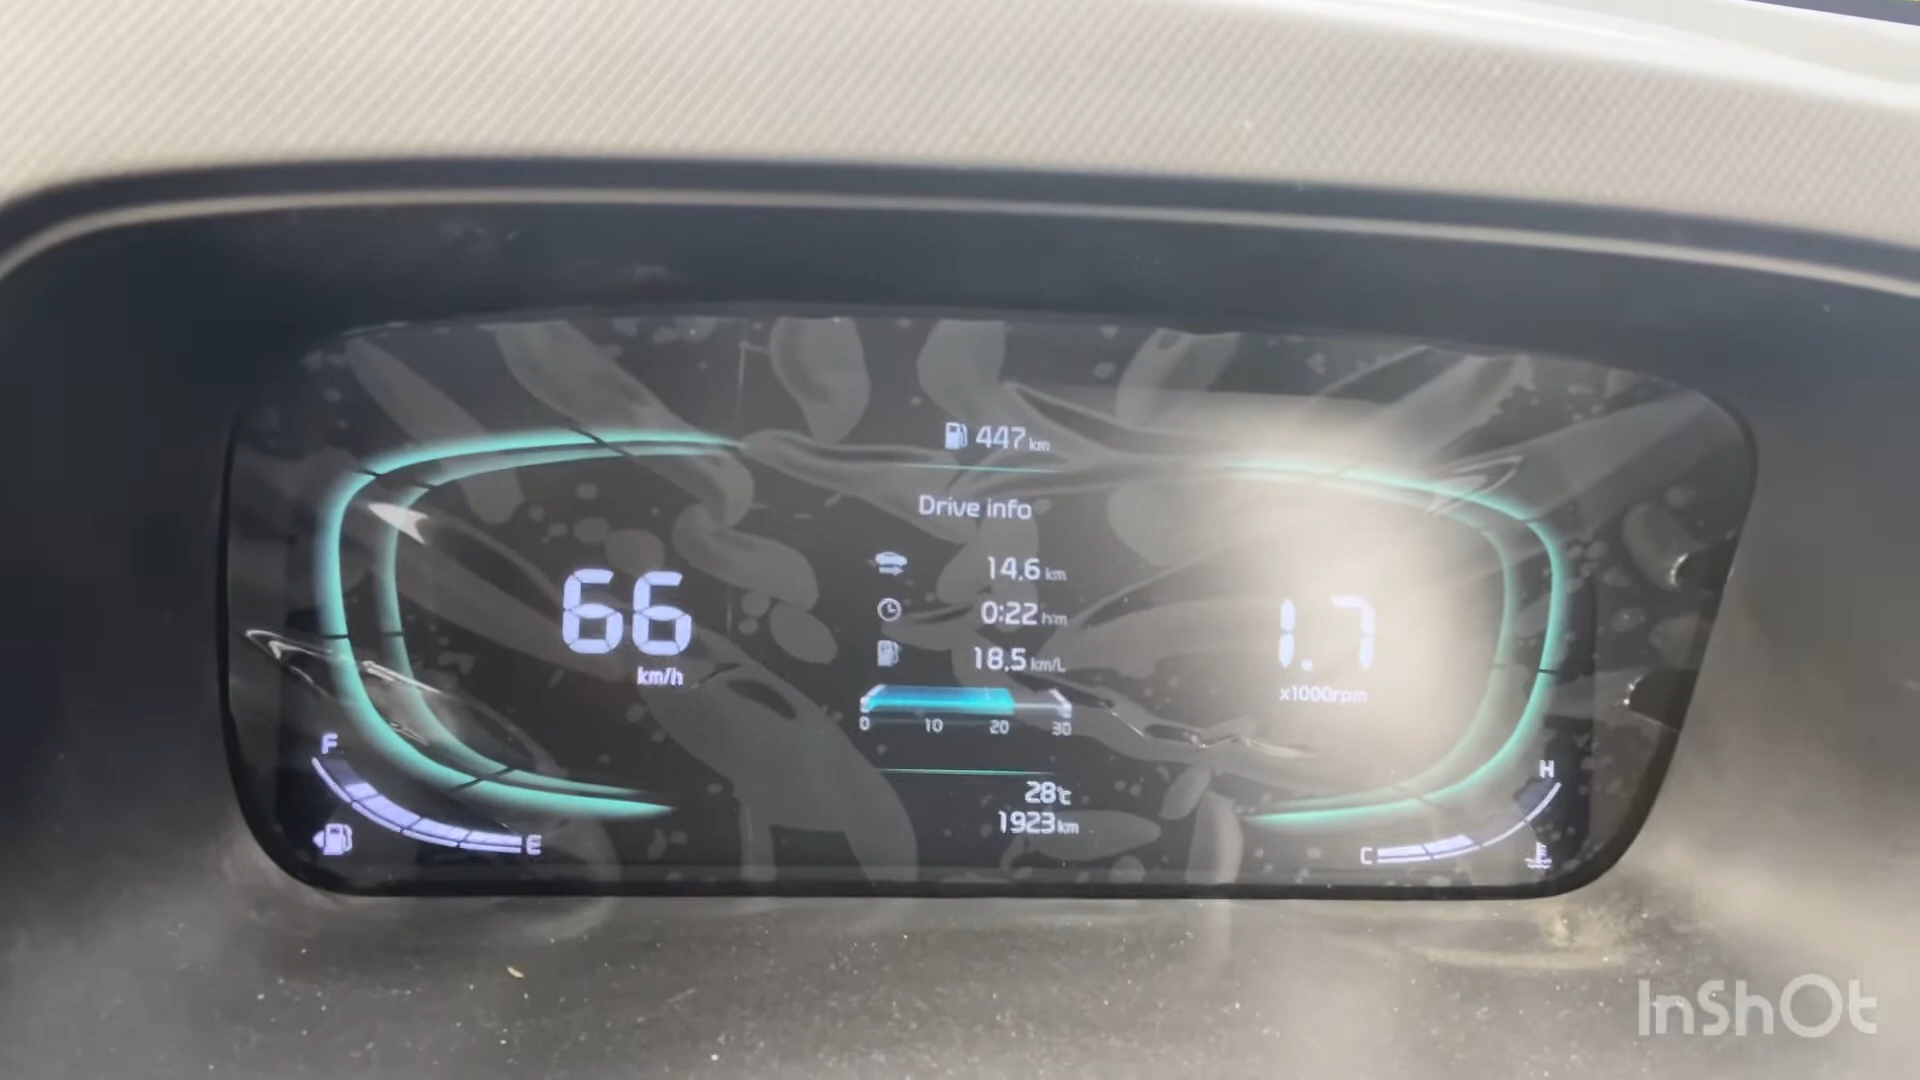 447 km
Drive info
14.6 km
0:22 h:m
18.5 km/L
0 10 20 30
66
km/h
1.7
x1000rpm
F
E
28℃
1923 km
H
C
InShOt